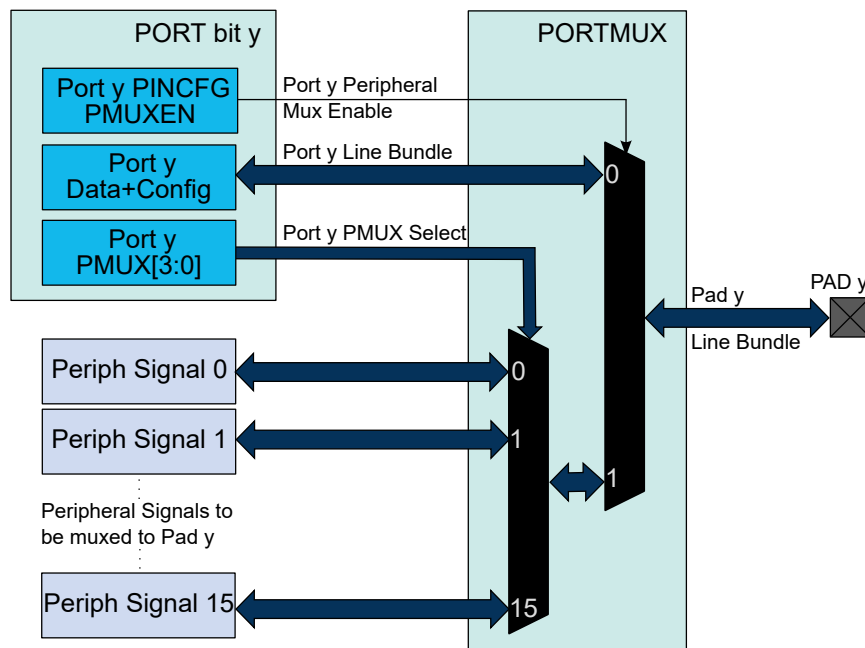 PORT bit y
PORTMUX
Port y PINCFG
PMUXEN
Port y Peripheral
Mux Enable
Port y
Data+Config
Port y Line Bundle
0
Port y
PMUX[3:0]
Port y PMUX Select
Pad y
Line Bundle
PAD y
Periph Signal 0
0
Periph Signal 1
1
1
Peripheral Signals to
be muxed to Pad y
Periph Signal 15
15